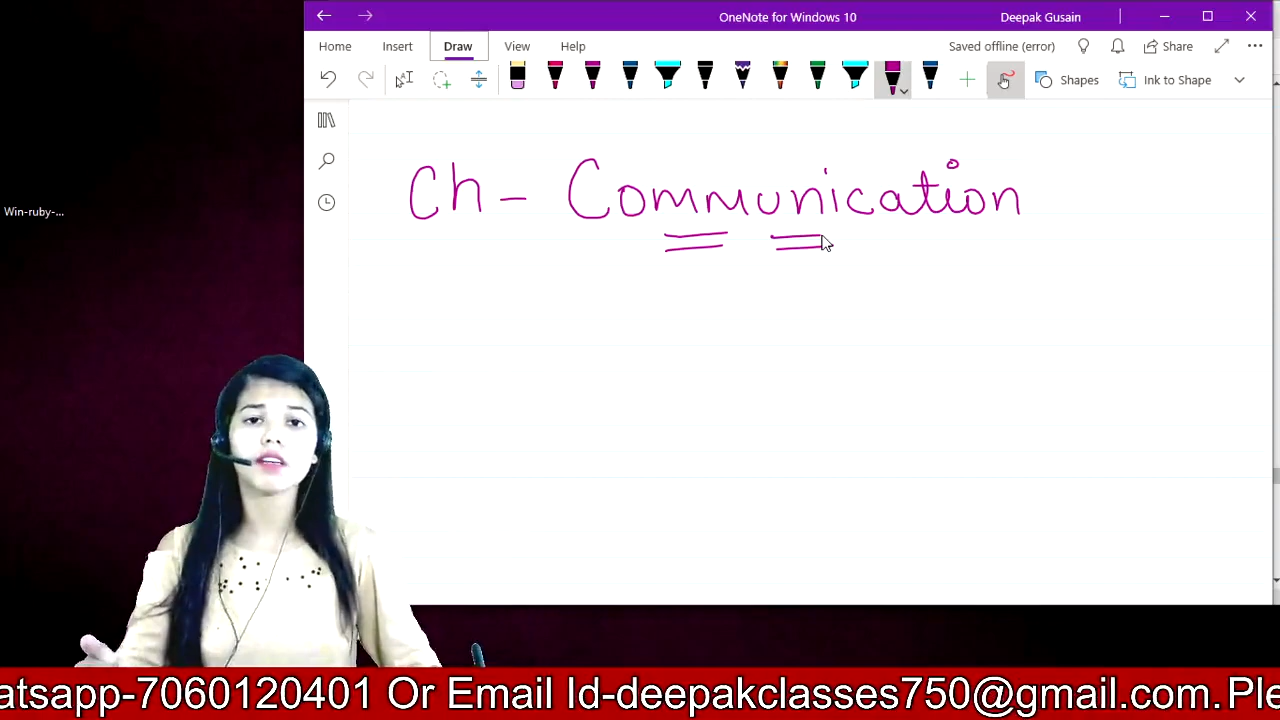 OneNote for Windows 10
Deepak Gusain
Home Insert Draw View Help
Saved offline (error)
Share
Shapes
Ink to Shape
Ch - Communication
Win-ruby-...
atsapp-7060120401 Or Email Id-deepakclasses750@gmail.com. Ple